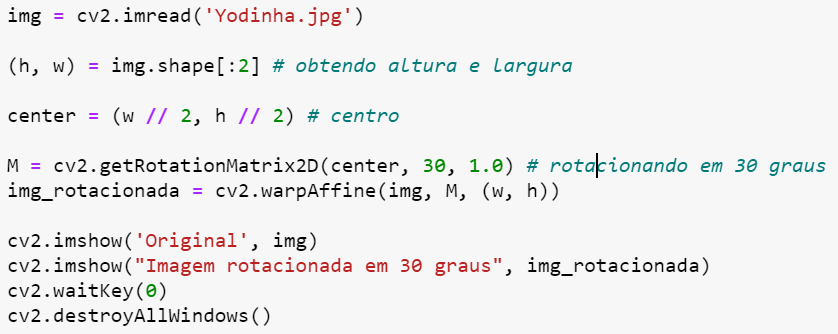 img = cv2.imread('Yodinha.jpg')
(h, w) = img.shape[:2] # obtendo altura e largura
center = (w // 2, h // 2) # centro
M = cv2.getRotationMatrix2D(center, 30, 1.0) # rotacionando em 30 graus
img_rotacionada = cv2.warpAffine(img, M, (w, h))
cv2.imshow('Original', img)
cv2.imshow("Imagem rotacionada em 30 graus", img_rotacionada)
cv2.waitKey(0)
cv2.destroyAllWindows()